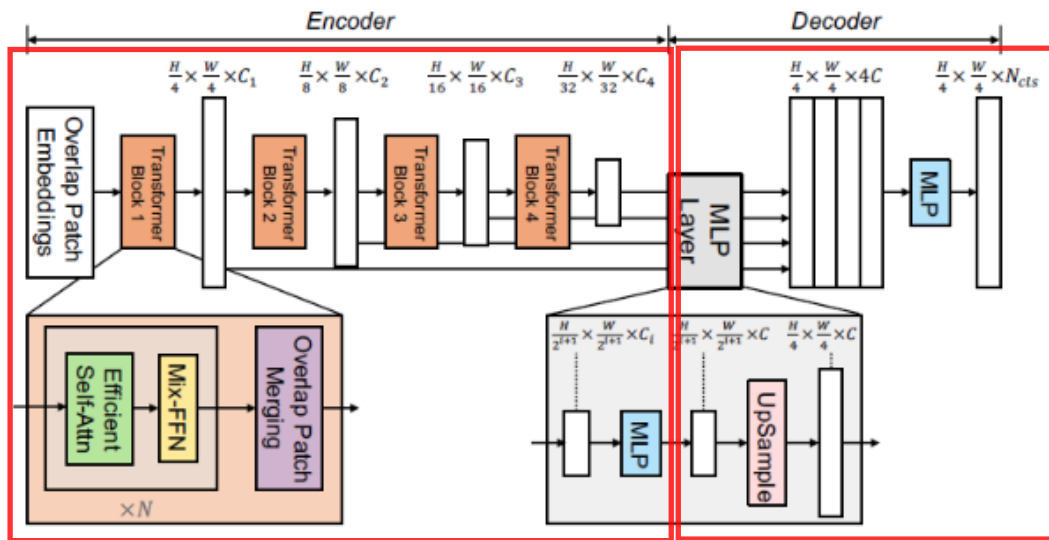 Encoder
Decoder
H/4 × W/4 × C₁
H/8 × W/8 × C₂
H/16 × W/16 × C₃
H/32 × W/32 × C₄
H/4 × W/4 × 4C
H/4 × W/4 × N_cls
Overlap Patch
Embeddings
Transformer
Block 1
Transformer
Block 2
Transformer
Block 3
Transformer
Block 4
MLP
Layer
MLP
Efficient
Self-Attn
Mix-FFN
×N
Overlap Patch
Merging
H/2^(i+1) × W/2^(i+1) × C_i
H/2^(i+1) × W/2^(i+1) × C
H/4 × W/4 × C
MLP
UpSample